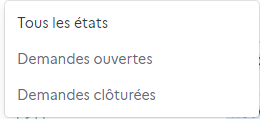 Tous les états
Demandes ouvertes
Demandes clôturées